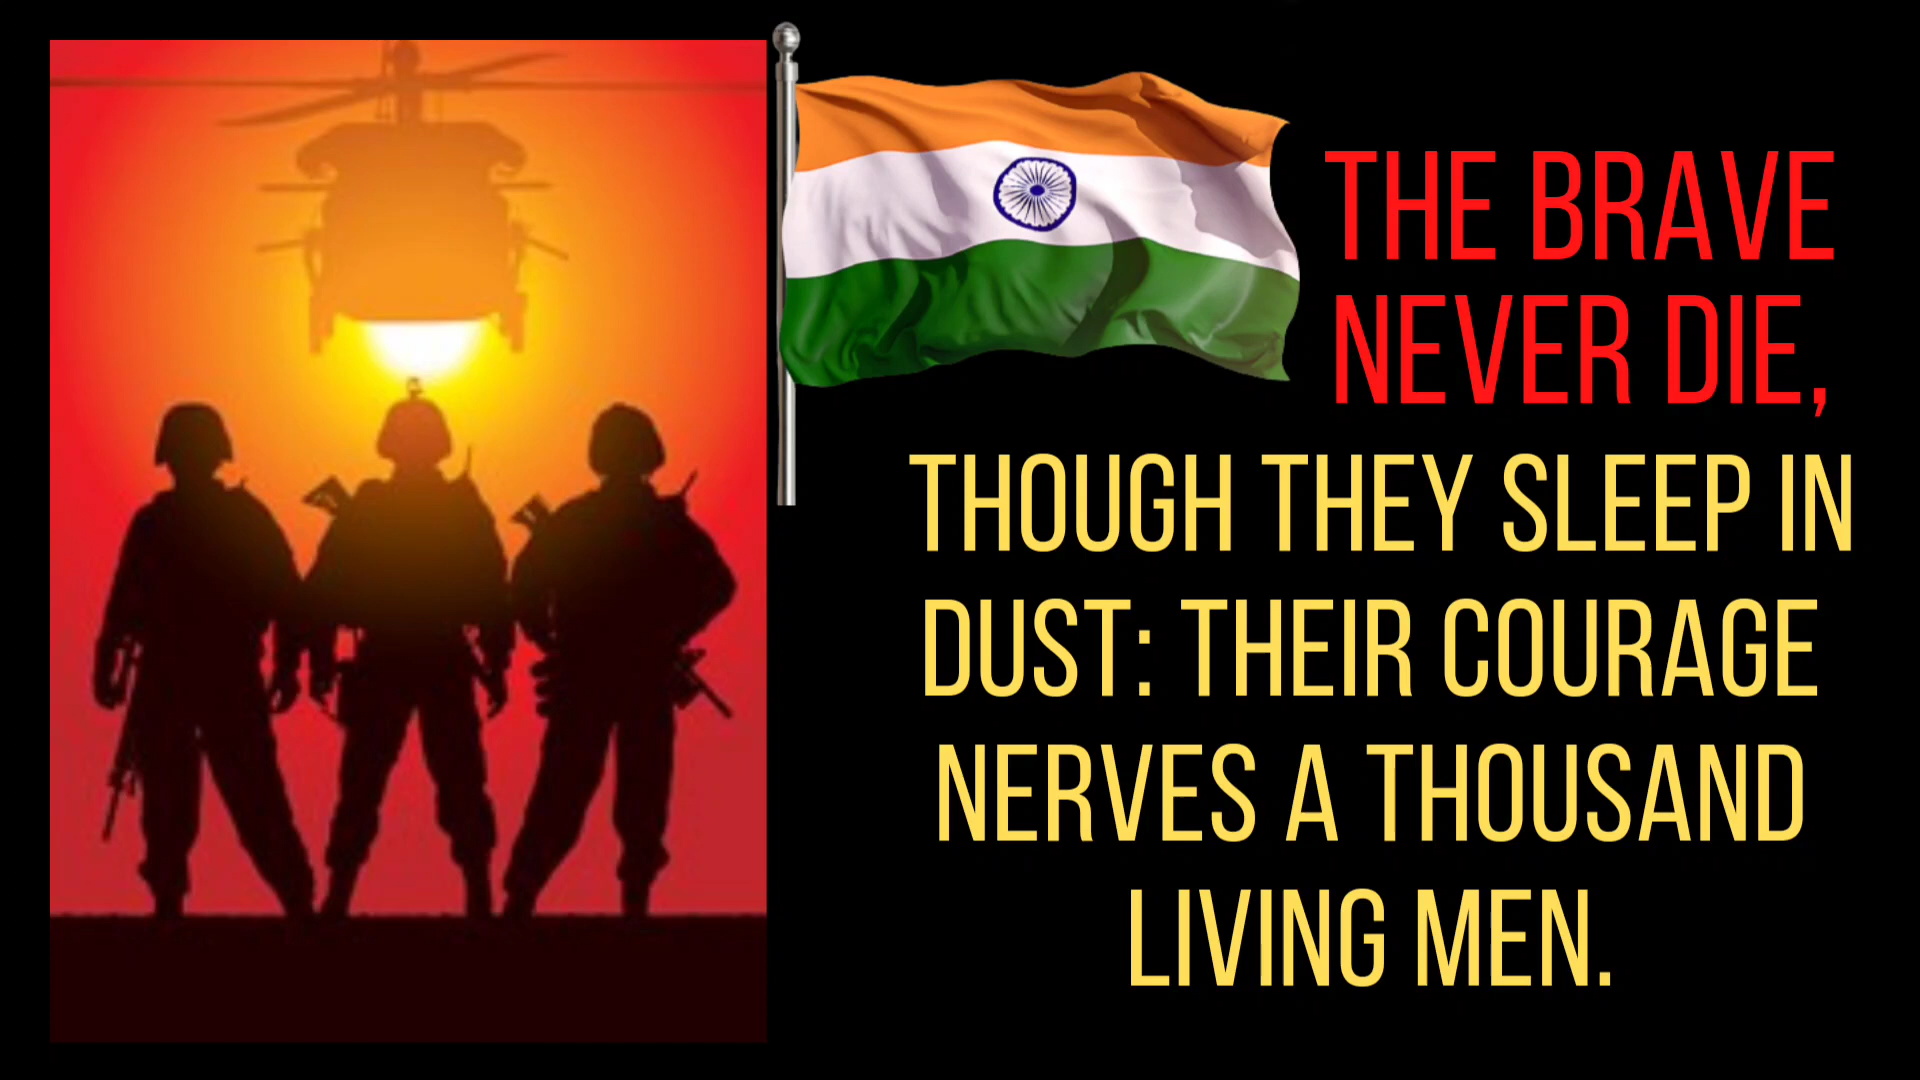 THE BRAVE
NEVER DIE,
THOUGH THEY SLEEP IN
DUST: THEIR COURAGE
NERVES A THOUSAND
LIVING MEN.